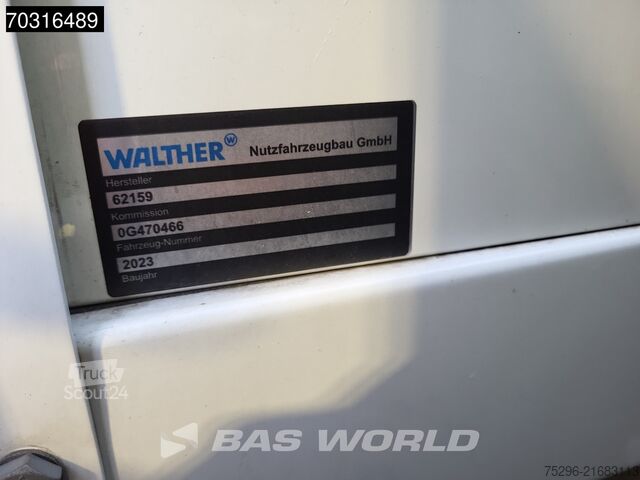 70316489
WALTHER W Nutzfahrzeugbau GmbH
Hersteller
62159
Kommission
0G470466
Fahrzeug-Nummer
2023
Baujahr
Truck
Scout24
BAS WORLD
75296-21683113